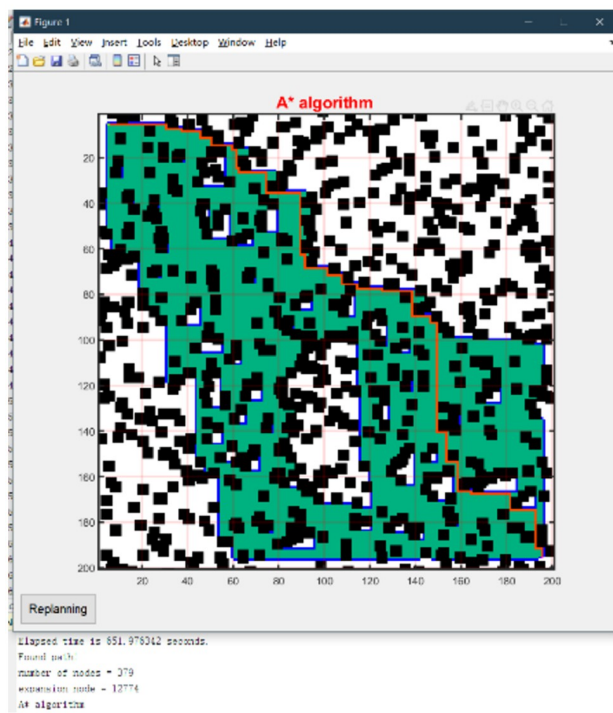 Figure 1
File Edit View Insert Tools Desktop Window Help
A* algorithm
20
40
60
80
100
120
140
160
180
200
20 40 60 80 100 120 140 160 180 200
Replanning
Elapsed time is 651.976342 seconds.
Found path!
number of nodes = 379
expansion node = 12774
A* algorithm